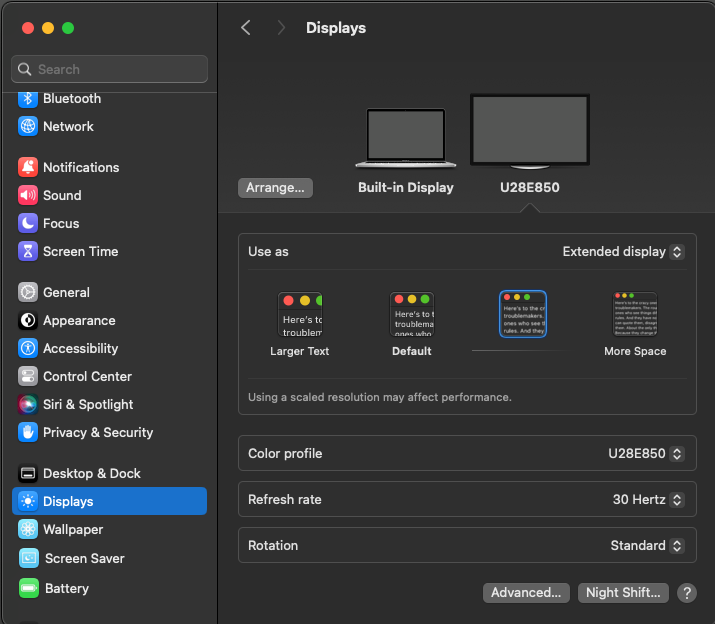 Displays
Search
Bluetooth
Network
Notifications
Sound
Focus
Screen Time
General
Appearance
Accessibility
Control Center
Siri & Spotlight
Privacy & Security
Desktop & Dock
Displays
Wallpaper
Screen Saver
Battery
Arrange...
Built-in Display
U28E850
Use as
Extended display
Here's to
troublem
Larger Text
Here's to t
troublema
ones who
Default
Here's to the cr
troublemakers.
ones who see t
rules. And they
More Space
Using a scaled resolution may affect performance.
Color profile
U28E850
Refresh rate
30 Hertz
Rotation
Standard
Advanced...
Night Shift...
?